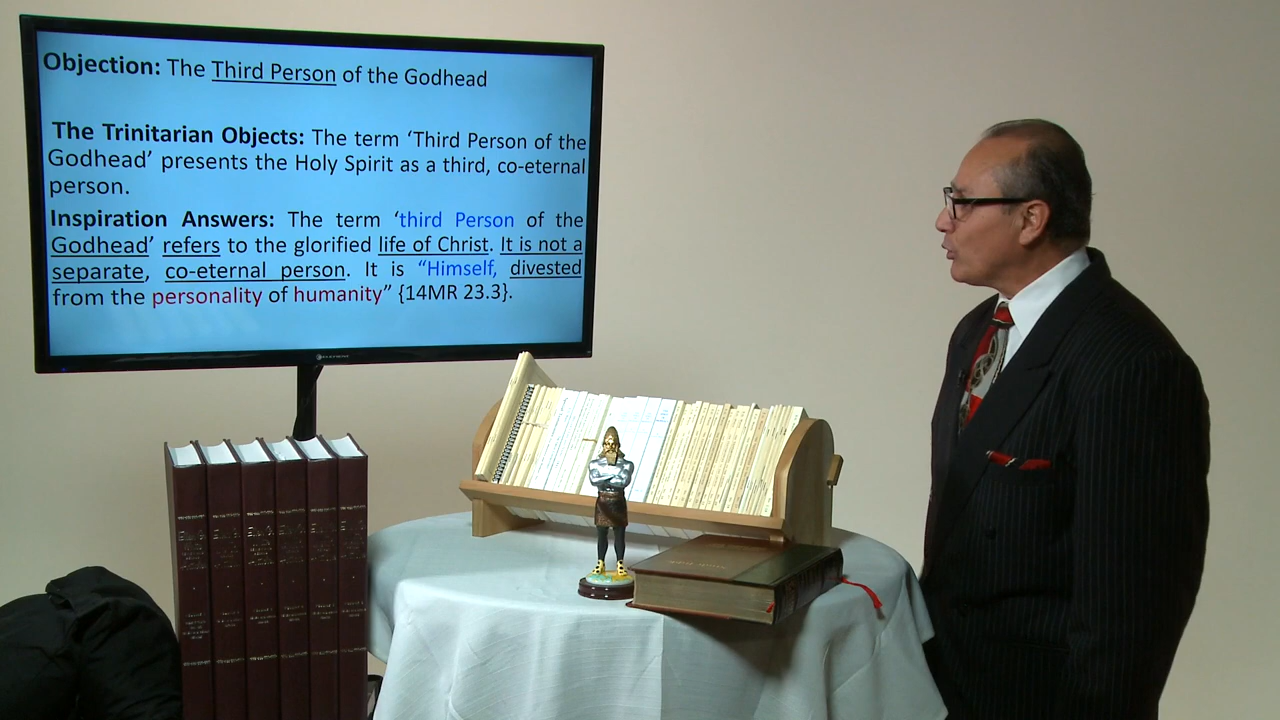 Objection: The Third Person of the Godhead
The Trinitarian Objects: The term ‘Third Person of the
Godhead’ presents the Holy Spirit as a third, co-eternal
person.
Inspiration Answers: The term ‘third Person of the
Godhead’ refers to the glorified life of Christ. It is not a
separate, co-eternal person. It is “Himself, divested
from the personality of humanity” {14MR 23.3}.